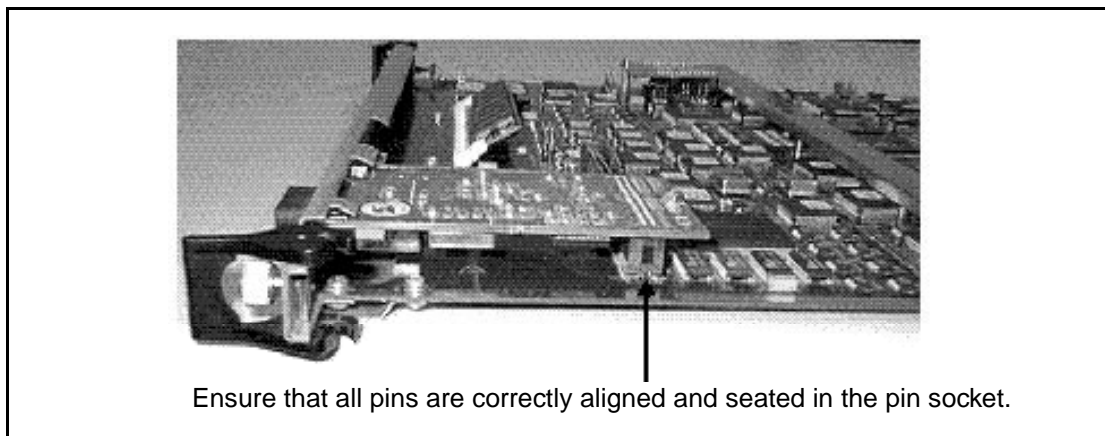 Ensure that all pins are correctly aligned and seated in the pin socket.